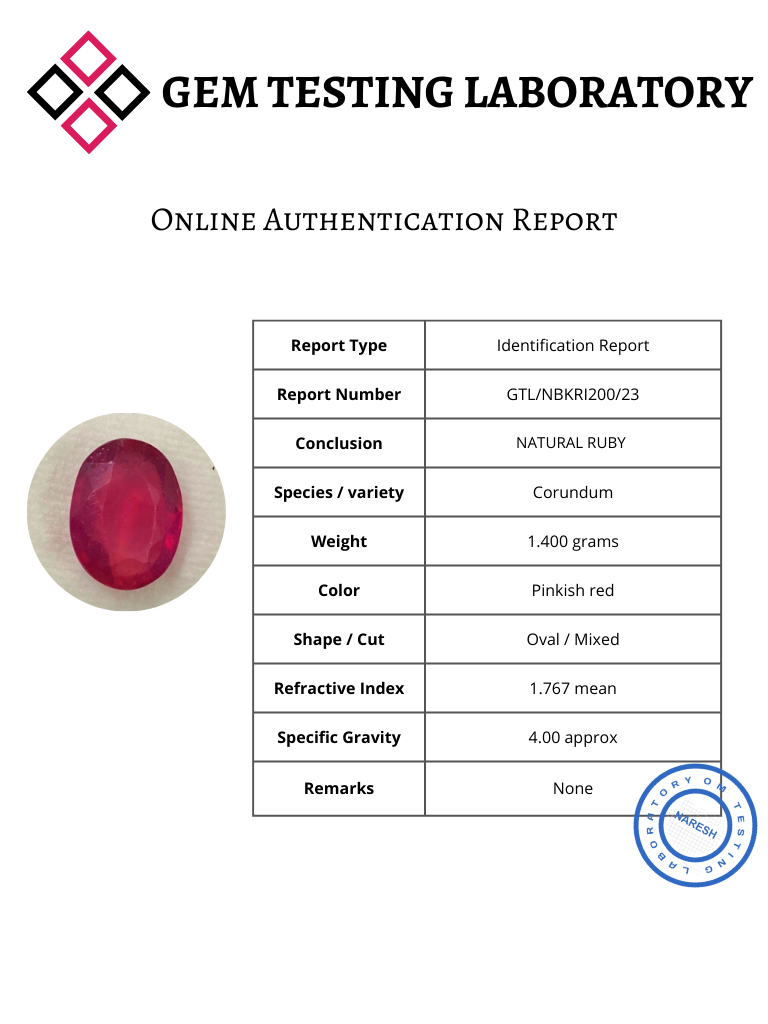 GEM TESTING LABORATORY
Online Authentication Report
Report Type Identification Report
Report Number GTL/NBKRI200/23
Conclusion NATURAL RUBY
Species / variety Corundum
Weight 1.400 grams
Color Pinkish red
Shape / Cut Oval / Mixed
Refractive Index 1.767 mean
Specific Gravity 4.00 approx
Remarks None
OM TESTING LABORATORY
NARESH